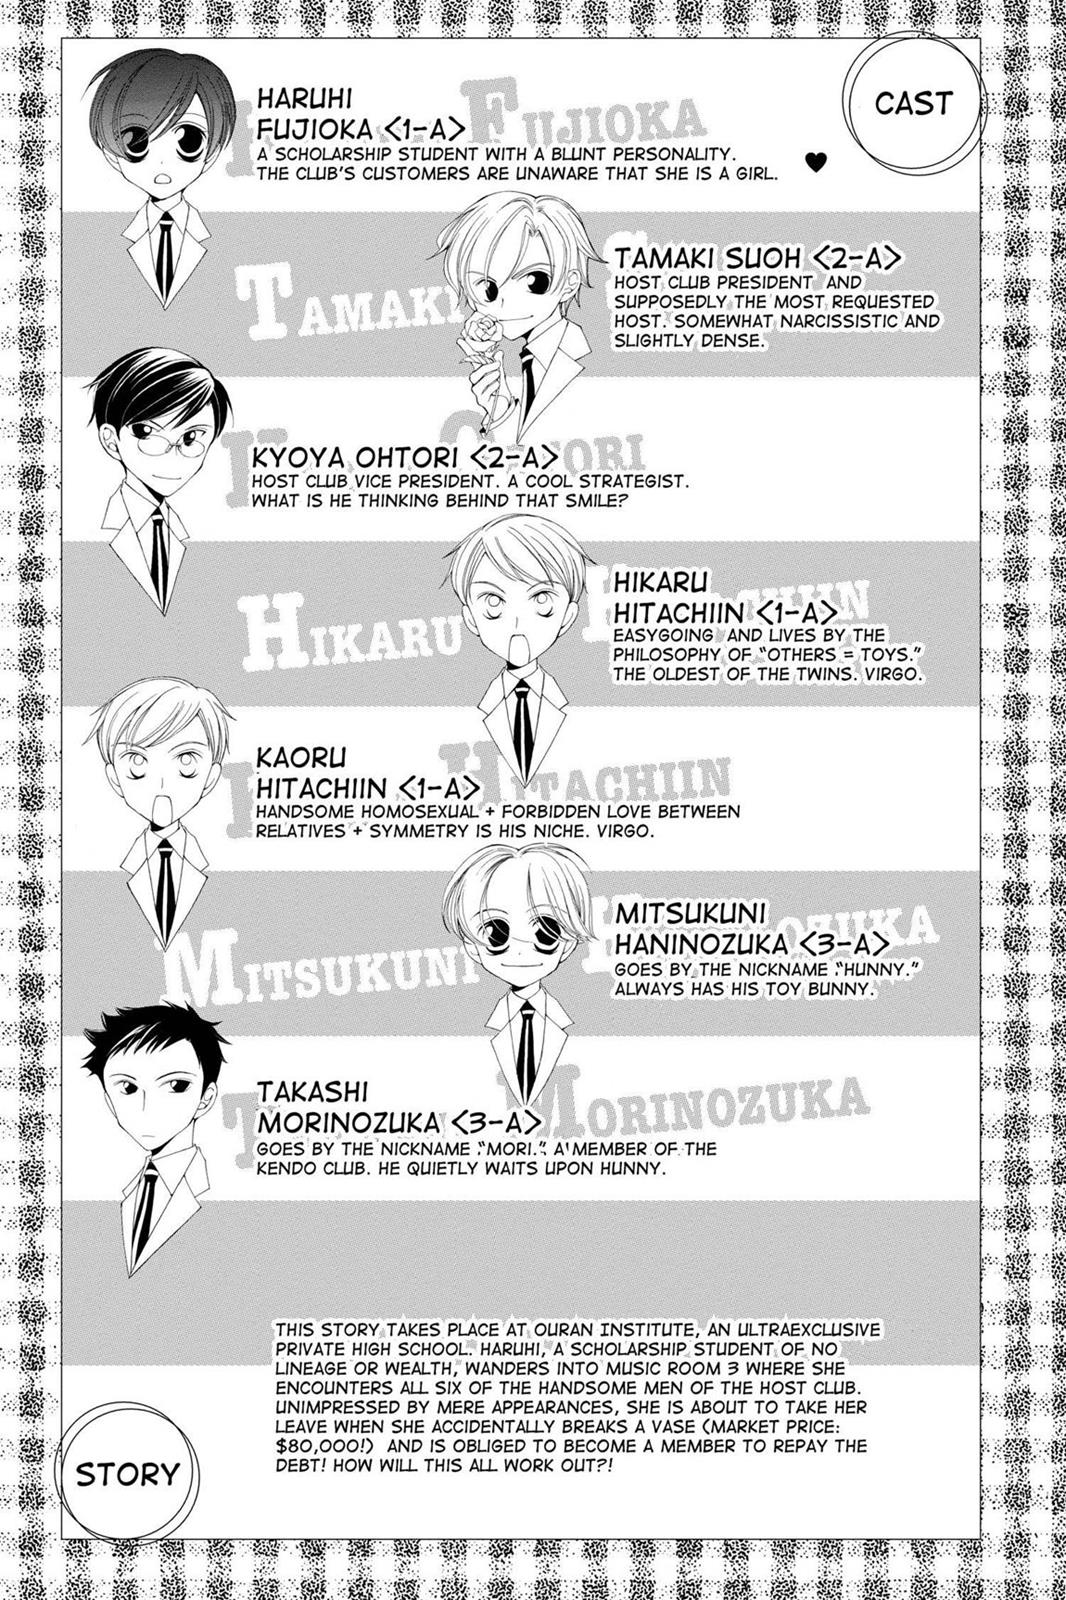 CAST
HARUHI
FUJIOKA <1-A>
FUJIOKA
A SCHOLARSHIP STUDENT WITH A BLUNT PERSONALITY.
THE CLUB'S CUSTOMERS ARE UNAWARE THAT SHE IS A GIRL.
TAMAKI
TAMAKI SUOH <2-A>
HOST CLUB PRESIDENT AND
SUPPOSEDLY THE MOST REQUESTED
HOST. SOMEWHAT NARCISSISTIC AND
SLIGHTLY DENSE.
KYOYA OHTORI <2-A>
HOST CLUB VICE PRESIDENT. A COOL STRATEGIST.
WHAT IS HE THINKING BEHIND THAT SMILE?
HIKARU
HIKARU
HITACHIIN <1-A>
EASYGOING AND LIVES BY THE
PHILOSOPHY OF "OTHERS = TOYS."
THE OLDEST OF THE TWINS. VIRGO.
KAORU
HITACHIIN <1-A>
HITACHIIN
HANDSOME HOMOSEXUAL + FORBIDDEN LOVE BETWEEN
RELATIVES + SYMMETRY IS HIS NICHE. VIRGO.
MITSUKUNI
MITSUKUNI
HANINOZUKA <3-A>
GOES BY THE NICKNAME "HUNNY."
ALWAYS HAS HIS TOY BUNNY.
TAKASHI
MORINOZUKA <3-A>
MORINOZUKA
GOES BY THE NICKNAME "MORI." A MEMBER OF THE
KENDO CLUB. HE QUIETLY WAITS UPON HUNNY.
THIS STORY TAKES PLACE AT OURAN INSTITUTE, AN ULTRAEXCLUSIVE
PRIVATE HIGH SCHOOL. HARUHI, A SCHOLARSHIP STUDENT OF NO
LINEAGE OR WEALTH, WANDERS INTO MUSIC ROOM 3 WHERE SHE
ENCOUNTERS ALL SIX OF THE HANDSOME MEN OF THE HOST CLUB.
UNIMPRESSED BY MERE APPEARANCES, SHE IS ABOUT TO TAKE HER
LEAVE WHEN SHE ACCIDENTALLY BREAKS A VASE (MARKET PRICE:
$80,000!) AND IS OBLIGED TO BECOME A MEMBER TO REPAY THE
DEBT! HOW WILL THIS ALL WORK OUT?!
STORY